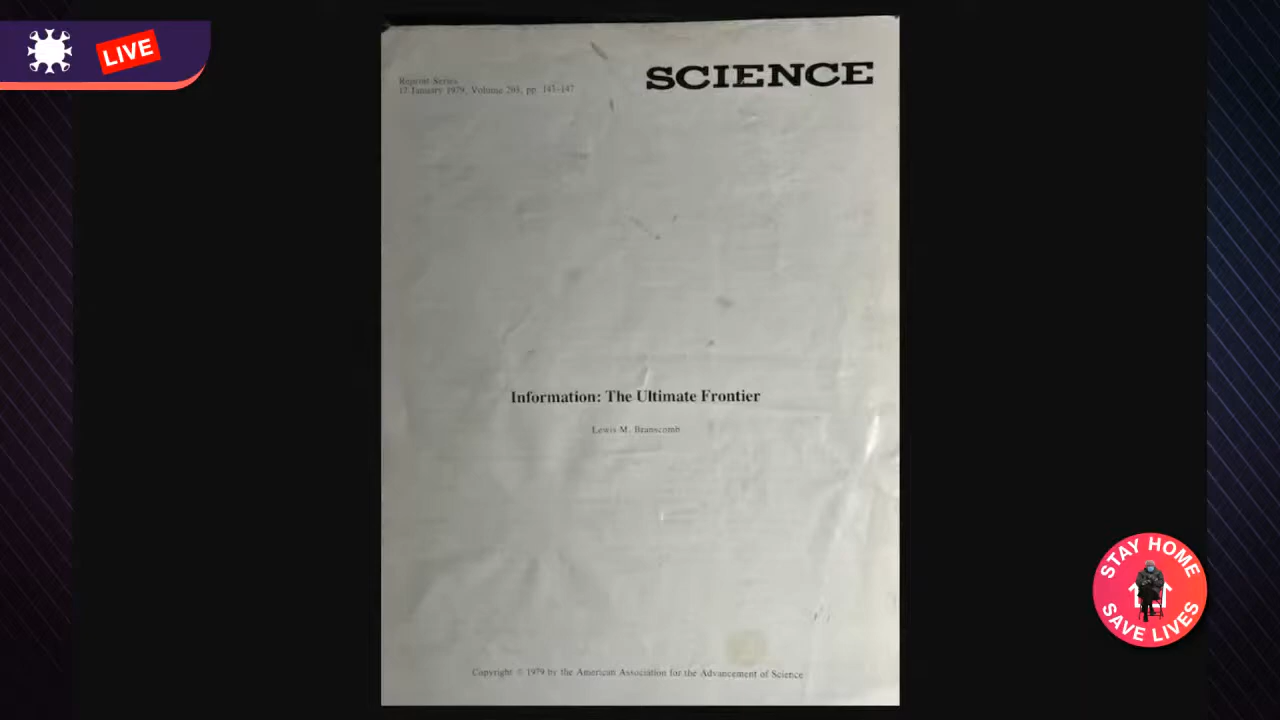 LIVE
SCIENCE
Reprint Series
12 January 1979, Volume 203, pp. 143-147
Information: The Ultimate Frontier
Lewis M. Branscomb
STAY HOME
SAVE LIVES
Copyright © 1979 by the American Association for the Advancement of Science